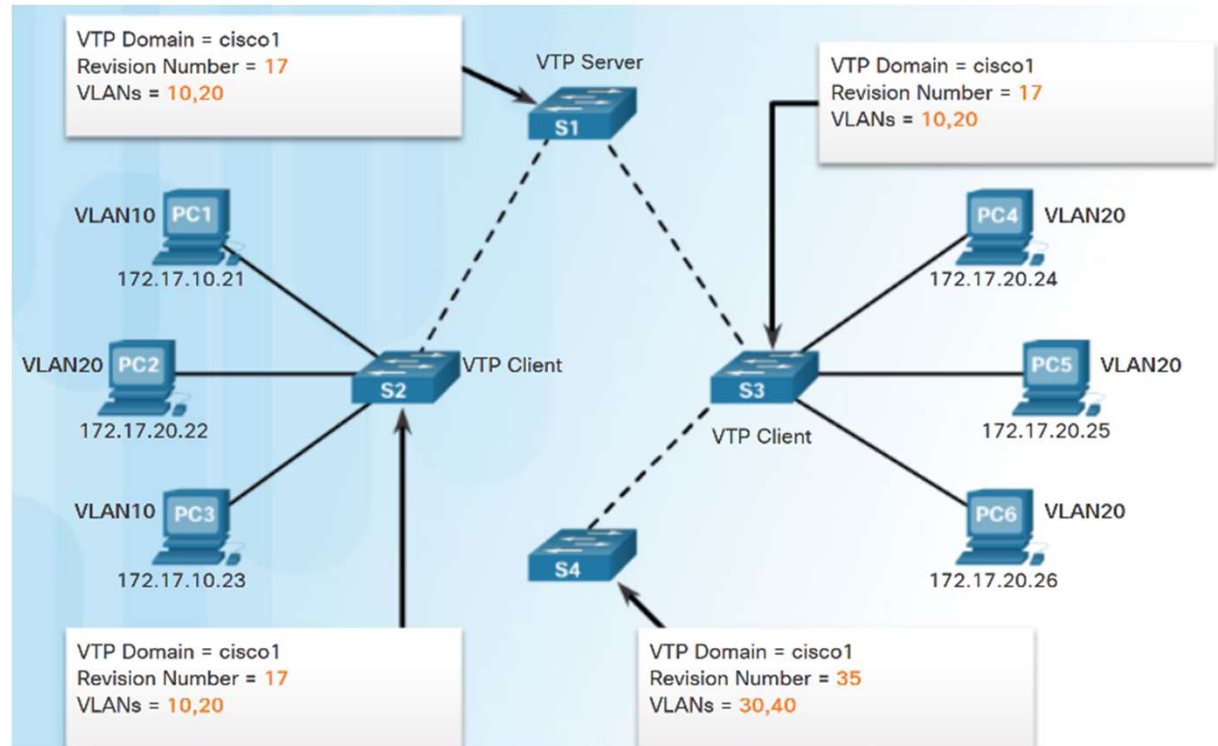 VTP Domain = cisco1
Revision Number = 17
VLANs = 10,20
VTP Server
S1
VTP Domain = cisco1
Revision Number = 17
VLANs = 10,20
VLAN10
PC1
172.17.10.21
PC4
VLAN20
172.17.20.24
VLAN20
PC2
172.17.20.22
S2
VTP Client
S3
VTP Client
PC5
VLAN20
172.17.20.25
VLAN10
PC3
172.17.10.23
S4
PC6
VLAN20
172.17.20.26
VTP Domain = cisco1
Revision Number = 17
VLANs = 10,20
VTP Domain = cisco1
Revision Number = 35
VLANs = 30,40